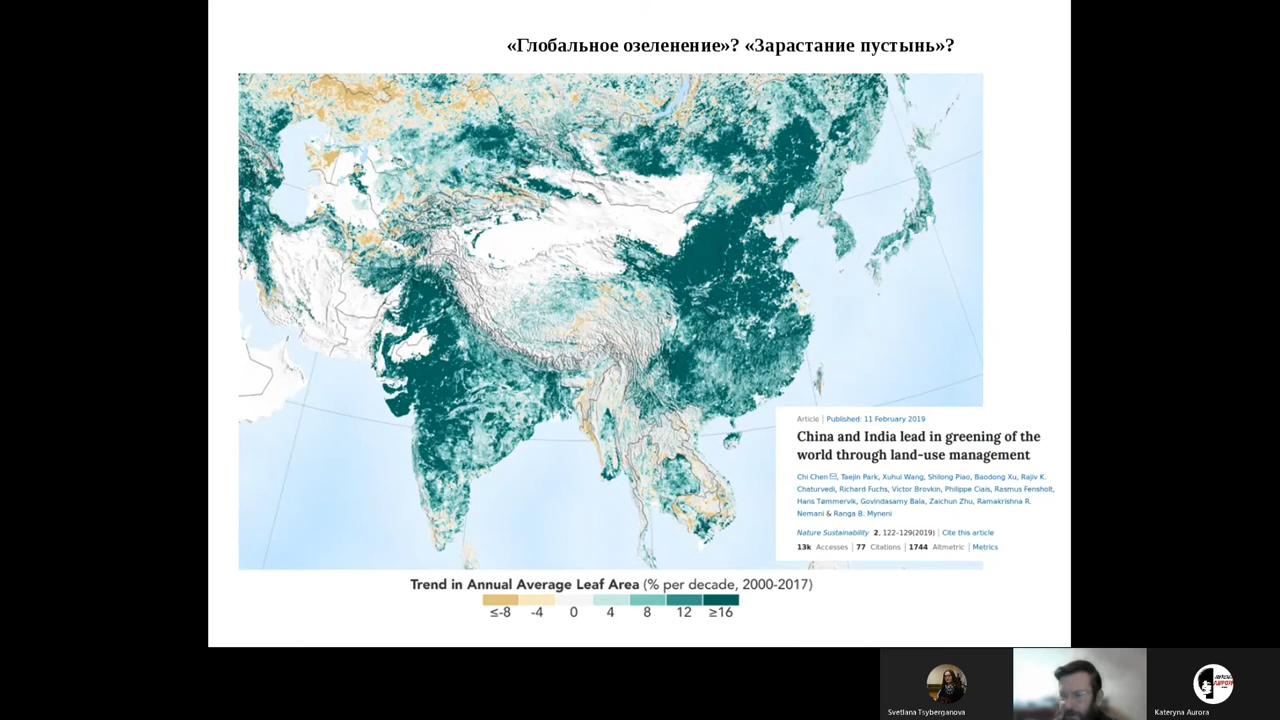 «Глобальное озеленение»? «Зарастание пустынь»?
Article | Published: 11 February 2019
China and India lead in greening of the
world through land-use management
Chi Chen, Taejin Park, Xuhui Wang, Shilong Piao, Baodong Xu, Rajiv K.
Chaturvedi, Richard Fuchs, Victor Brovkin, Philippe Ciais, Rasmus Fensholt,
Hans Tømmervik, Govindasamy Bala, Zaichun Zhu, Ramakrishna R.
Nemani & Ranga B. Myneni
Nature Sustainability 2, 122–129(2019) | Cite this article
13k Accesses | 77 Citations | 1744 Altmetric | Metrics
Trend in Annual Average Leaf Area (% per decade, 2000-2017)
≤-8 -4 0 4 8 12 ≥16
Svetlana Tsyberganova
Kateryna Aurora